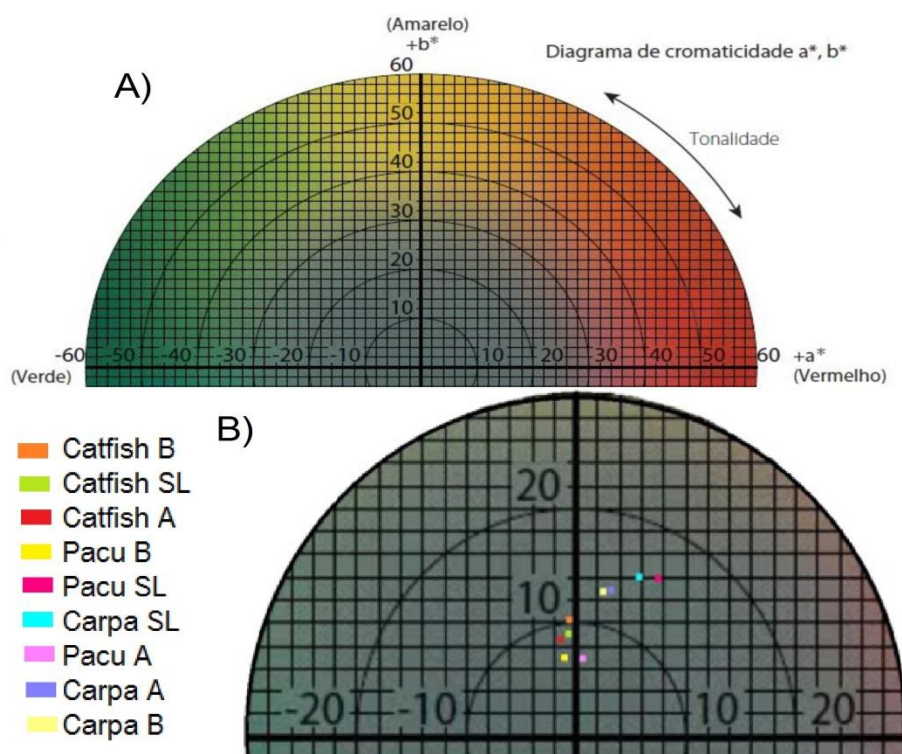 (Amarelo)
+b*
Diagrama de cromaticidade a*, b*
A)
60
50
Tonalidade
40
30
20
10
-60 -50 -40 -30 -20 -10 10 20 30 40 50 60 +a*
(Verde) (Vermelho)
B)
Catfish B
Catfish SL
Catfish A
Pacu B
Pacu SL
Carpa SL
Pacu A
Carpa A
Carpa B
20
10
-20 -10 10 20